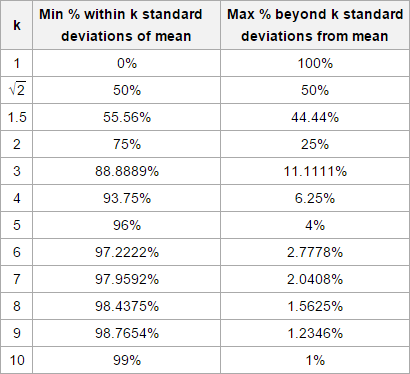 k Min % within k standard deviations of mean Max % beyond k standard deviations from mean
1 0% 100%
√2 50% 50%
1.5 55.56% 44.44%
2 75% 25%
3 88.8889% 11.1111%
4 93.75% 6.25%
5 96% 4%
6 97.2222% 2.7778%
7 97.9592% 2.0408%
8 98.4375% 1.5625%
9 98.7654% 1.2346%
10 99% 1%